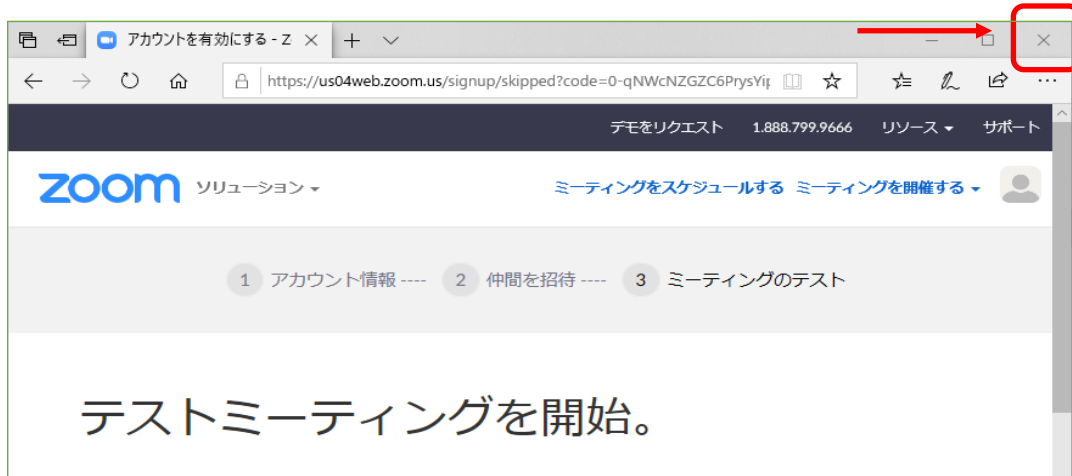 アカウントを有効にする - Z
https://us04web.zoom.us/signup/skipped?code=0-qNWcNZGZC6PrysYip
デモをリクエスト 1.888.799.9666 リソース サポート
zoom ソリューション ミーティングをスケジュールする ミーティングを開催する
1 アカウント情報 ---- 2 仲間を招待 ---- 3 ミーティングのテスト
テストミーティングを開始。